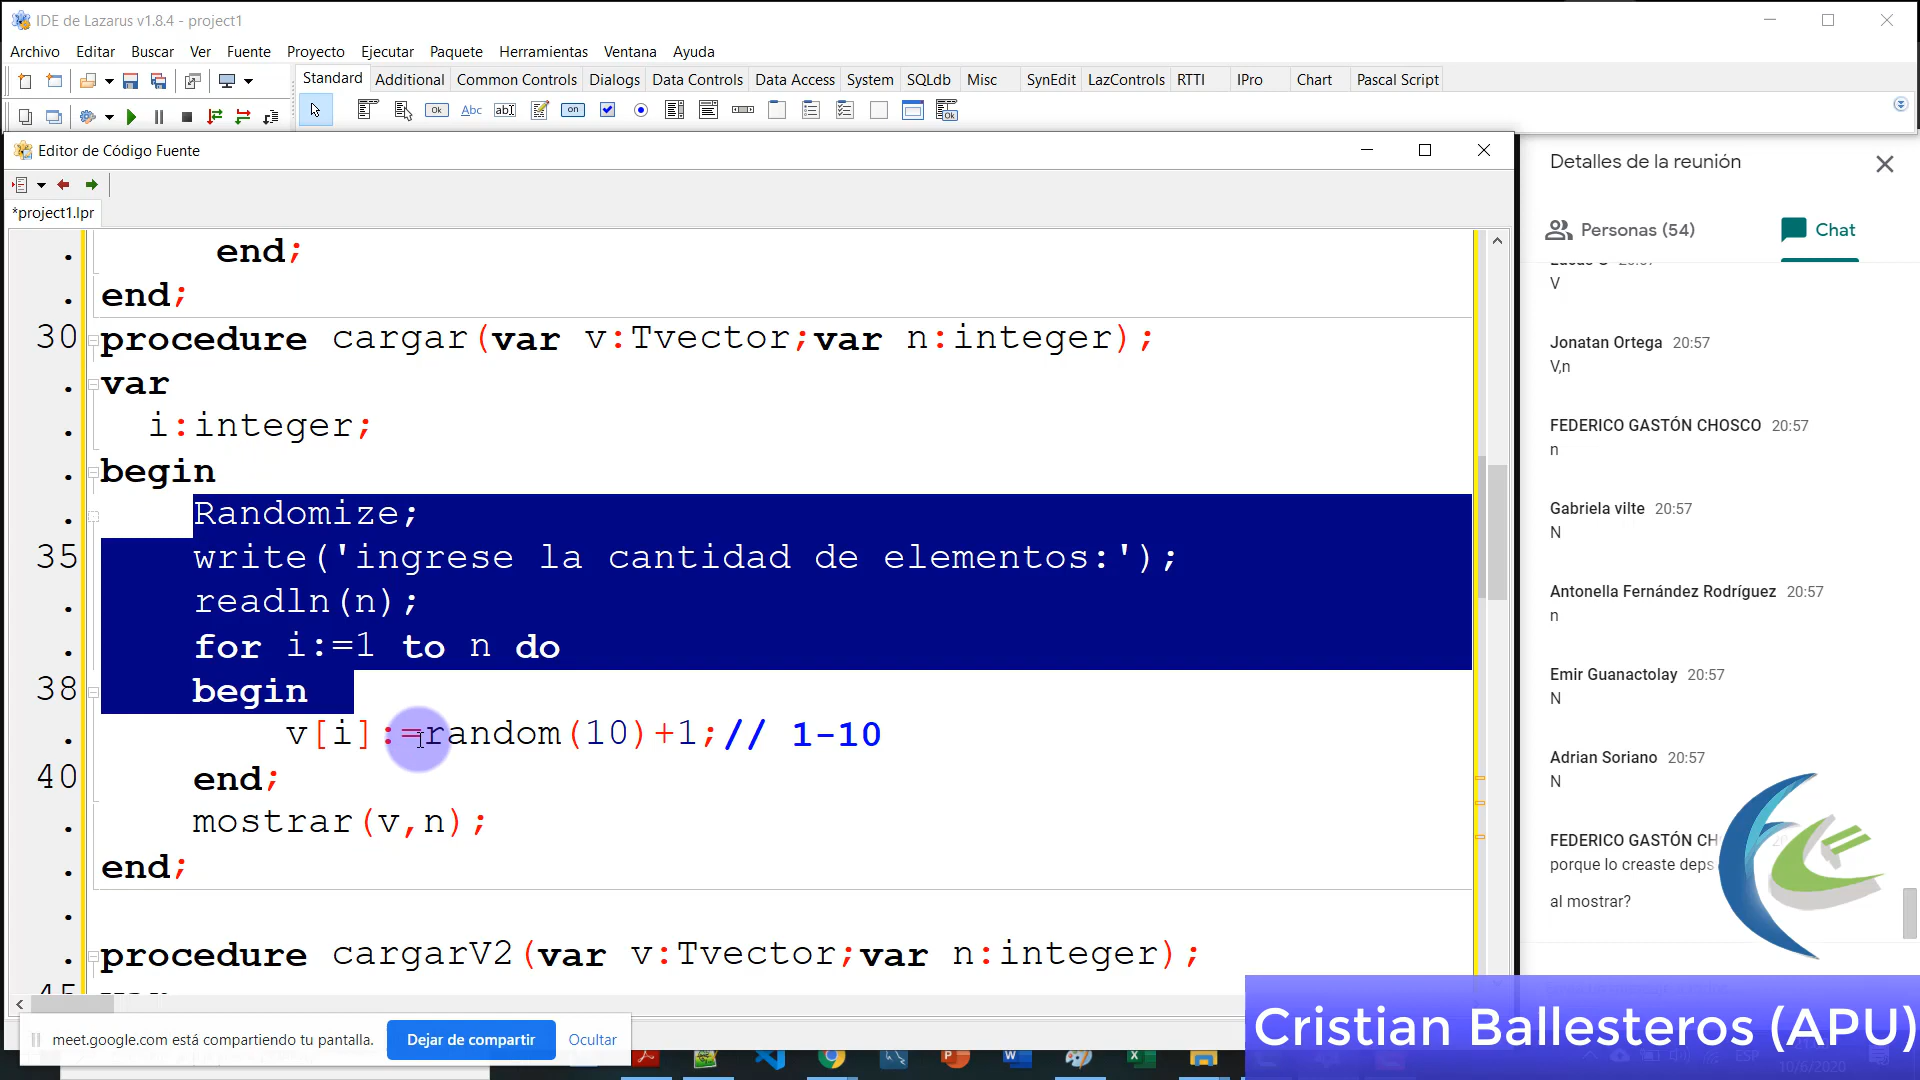 IDE de Lazarus v1.8.4 - project1
Archivo Editar Buscar Ver Fuente Proyecto Ejecutar Paquete Herramientas Ventana Ayuda
Standard Additional Common Controls Dialogs Data Controls Data Access System SQLdb Misc SynEdit LazControls RTTI IPro Chart Pascal Script
Editor de Código Fuente
*project1.lpr
end;
end;
30 procedure cargar(var v:Tvector;var n:integer);
var
i:integer;
begin
Randomize;
35 write('ingrese la cantidad de elementos:');
readln(n);
for i:=1 to n do
38 begin
v[i]:=random(10)+1;// 1-10
40 end;
mostrar(v,n);
end;
procedure cargarV2(var v:Tvector;var n:integer);
meet.google.com está compartiendo tu pantalla. Dejar de compartir Ocultar
Detalles de la reunión
Personas (54) Chat
V
Jonatan Ortega 20:57
V,n
FEDERICO GASTÓN CHOSCO 20:57
n
Gabriela vilte 20:57
N
Antonella Fernández Rodríguez 20:57
n
Emir Guanactolay 20:57
N
Adrian Soriano 20:57
N
FEDERICO GASTÓN CH
porque lo creaste deps
al mostrar?
Cristian Ballesteros (APU)
10/6/2020